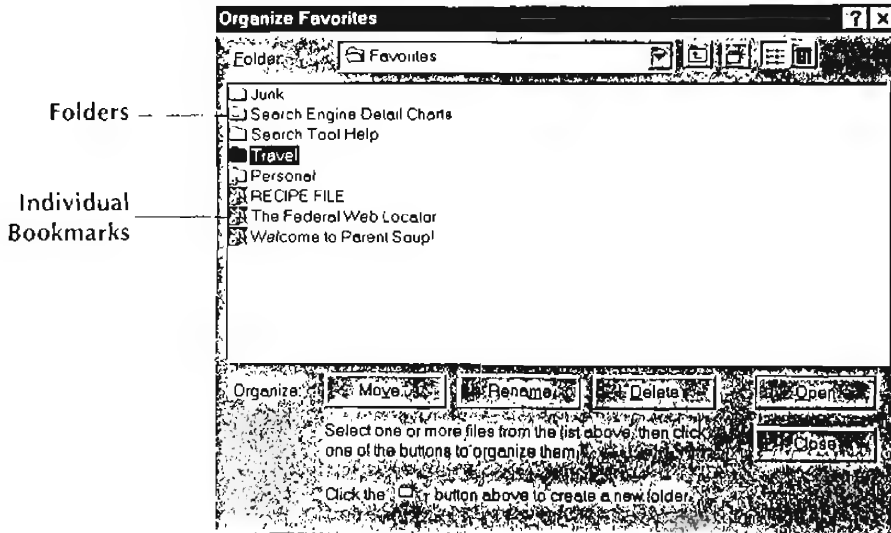 Organize Favorites
Folder: Favorites
Junk
Folders
Search Engine Detail Charts
Search Tool Help
Travel
Personal
RECIPE FILE
Individual
Bookmarks
The Federal Web Locator
Welcome to Parent Soup!
Organize: Move... Rename Delete Open
Select one or more files from the list above, then click
one of the buttons to organize them.
Close
Click the button above to create a new folder.